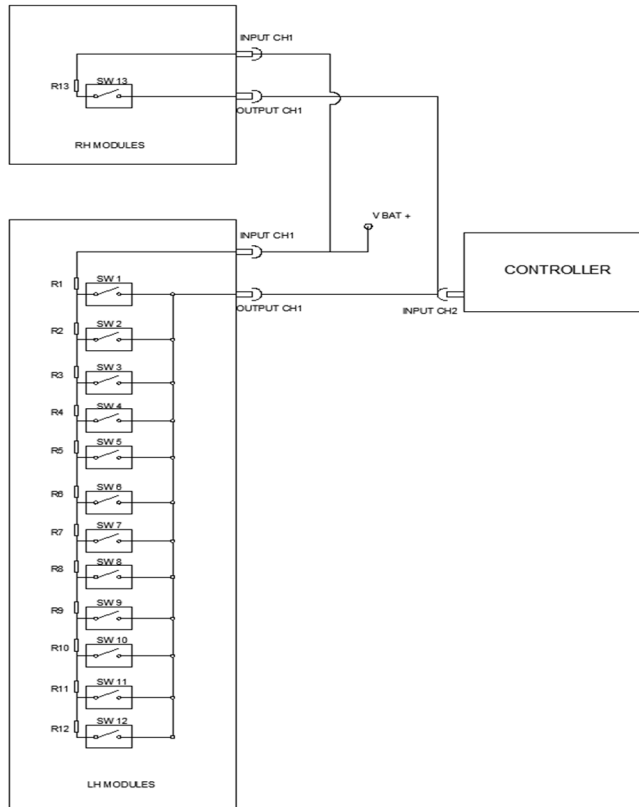 INPUT CH1
R13
SW 13
OUTPUT CH1
RH MODULES
V BAT +
INPUT CH1
CONTROLLER
R1
SW 1
OUTPUT CH1
INPUT CH2
R2
SW 2
R3
SW 3
R4
SW 4
R5
SW 5
R6
SW 6
R7
SW 7
R8
SW 8
R9
SW 9
R10
SW 10
R11
SW 11
R12
SW 12
LH MODULES